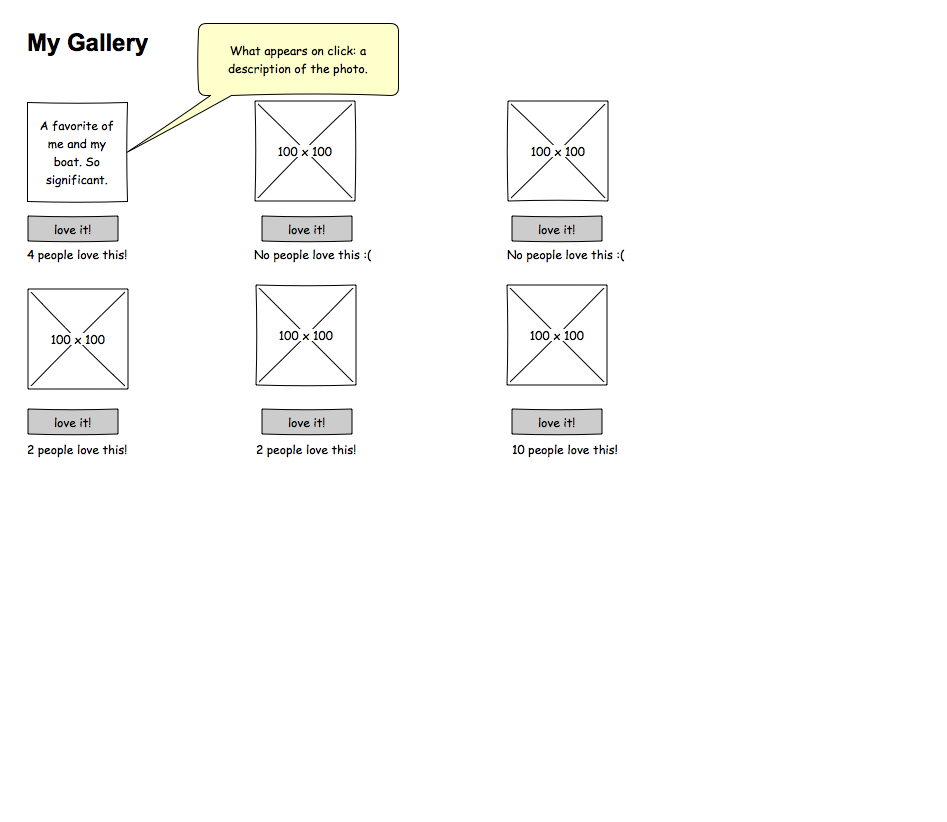 My Gallery
What appears on click: a
description of the photo.
A favorite of
me and my
boat. So
significant.
100 x 100
100 x 100
love it!
love it!
love it!
4 people love this!
No people love this :(
No people love this :(
100 x 100
100 x 100
100 x 100
love it!
love it!
love it!
2 people love this!
2 people love this!
10 people love this!